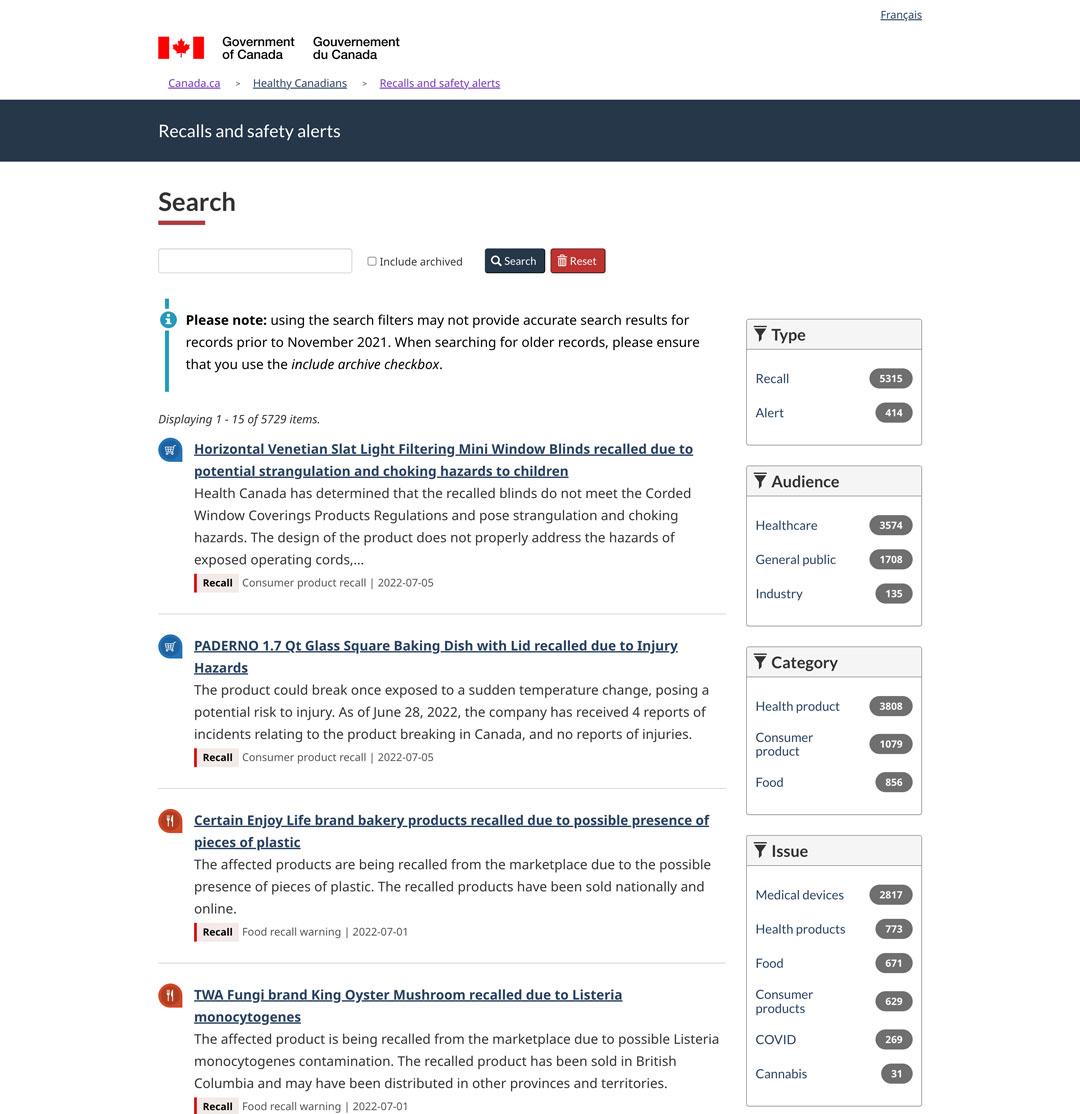 Français
Government of Canada
Gouvernement du Canada
Canada.ca > Healthy Canadians > Recalls and safety alerts
Recalls and safety alerts
Search
Include archived
Search
Reset
Please note: using the search filters may not provide accurate search results for
records prior to November 2021. When searching for older records, please ensure
that you use the include archive checkbox.
Displaying 1 - 15 of 5729 items.
Horizontal Venetian Slat Light Filtering Mini Window Blinds recalled due to
potential strangulation and choking hazards to children
Health Canada has determined that the recalled blinds do not meet the Corded
Window Coverings Products Regulations and pose strangulation and choking
hazards. The design of the product does not properly address the hazards of
exposed operating cords,...
Recall Consumer product recall | 2022-07-05
PADERNO 1.7 Qt Glass Square Baking Dish with Lid recalled due to Injury
Hazards
The product could break once exposed to a sudden temperature change, posing a
potential risk to injury. As of June 28, 2022, the company has received 4 reports of
incidents relating to the product breaking in Canada, and no reports of injuries.
Recall Consumer product recall | 2022-07-05
Certain Enjoy Life brand bakery products recalled due to possible presence of
pieces of plastic
The affected products are being recalled from the marketplace due to the possible
presence of pieces of plastic. The recalled products have been sold nationally and
online.
Recall Food recall warning | 2022-07-01
TWA Fungi brand King Oyster Mushroom recalled due to Listeria
monocytogenes
The affected product is being recalled from the marketplace due to possible Listeria
monocytogenes contamination. The recalled product has been sold in British
Columbia and may have been distributed in other provinces and territories.
Recall Food recall warning | 2022-07-01
Type
Recall 5315
Alert 414
Audience
Healthcare 3574
General public 1708
Industry 135
Category
Health product 3808
Consumer
product 1079
Food 856
Issue
Medical devices 2817
Health products 773
Food 671
Consumer
products 629
COVID 269
Cannabis 31